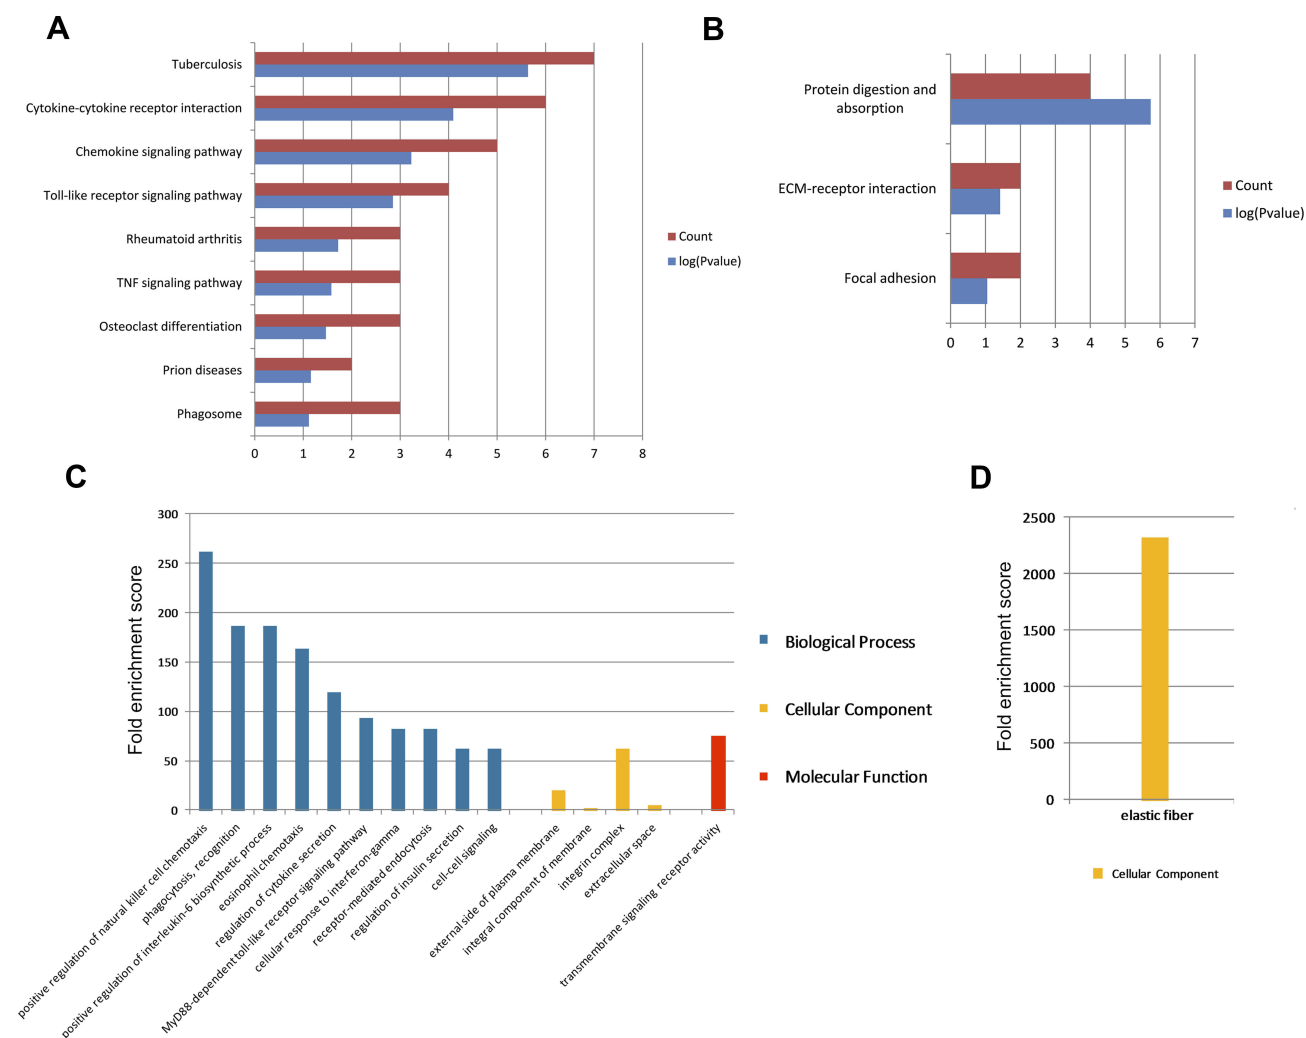 A
Tuberculosis
Cytokine-cytokine receptor interaction
Chemokine signaling pathway
Toll-like receptor signaling pathway
Rheumatoid arthritis
TNF signaling pathway
Osteoclast differentiation
Prion diseases
Phagosome
0 1 2 3 4 5 6 7 8
Count
log(Pvalue)
B
Protein digestion and
absorption
ECM-receptor interaction
Focal adhesion
0 1 2 3 4 5 6 7
Count
log(Pvalue)
C
Fold enrichment score
300
250
200
150
100
50
0
positive regulation of natural killer cell chemotaxis
phagocytosis, recognition
positive regulation of interleukin-6 biosynthetic process
eosinophil chemotaxis
regulation of cytokine secretion
MyD88-dependent toll-like receptor signaling pathway
cellular response to interferon-gamma
receptor-mediated endocytosis
regulation of insulin secretion
cell-cell signaling
external side of plasma membrane
integral component of membrane
integrin complex
extracellular space
transmembrane signaling receptor activity
Biological Process
Cellular Component
Molecular Function
D
Fold enrichment score
2500
2000
1500
1000
500
0
elastic fiber
Cellular Component